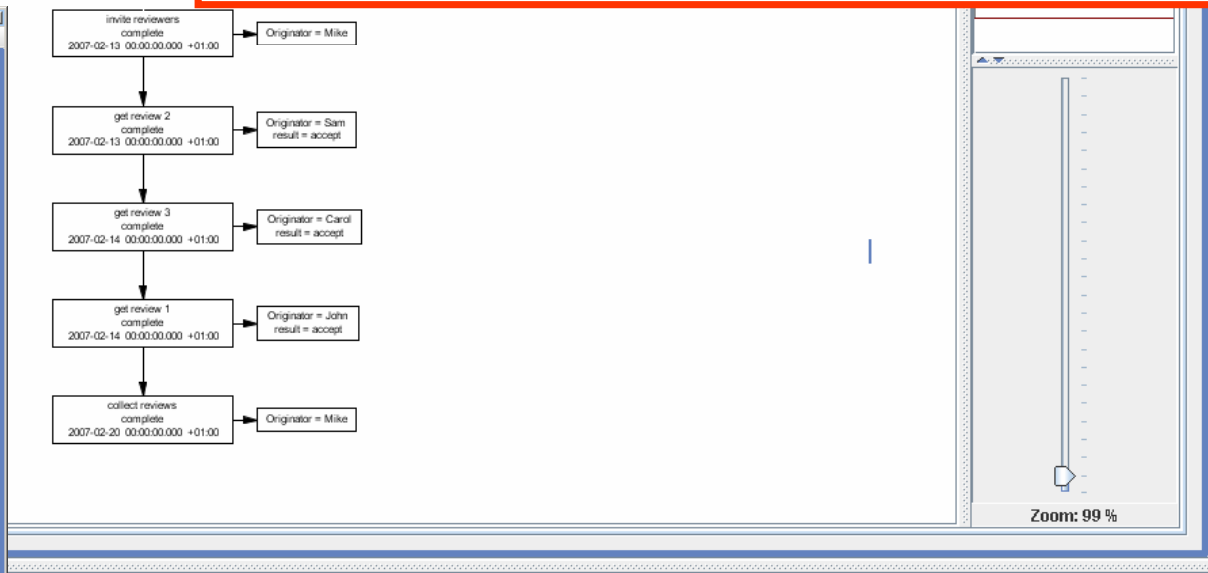 invite reviewers
complete
2007-02-13 00:00:00.000 +01:00
Originator = Mike
get review 2
complete
2007-02-13 00:00:00.000 +01:00
Originator = Sam
result = accept
get review 3
complete
2007-02-14 00:00:00.000 +01:00
Originator = Carol
result = accept
get review 1
complete
2007-02-14 00:00:00.000 +01:00
Originator = John
result = accept
collect reviews
complete
2007-02-20 00:00:00.000 +01:00
Originator = Mike
Zoom: 99 %